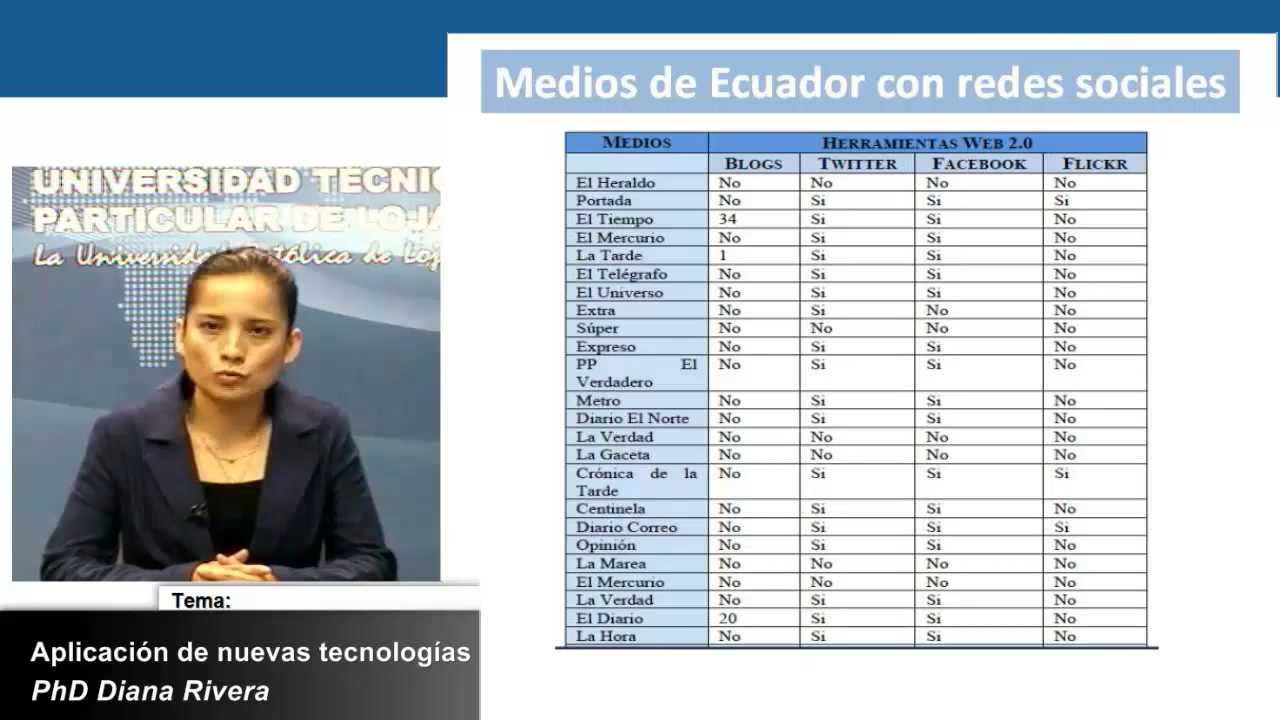 Medios de Ecuador con redes sociales
MEDIOS HERRAMIENTAS WEB 2.0
BLOGS TWITTER FACEBOOK FLICKR
El Heraldo No No No No
Portada No Si Si Si
El Tiempo 34 Si Si No
El Mercurio No Si Si No
La Tarde 1 Si Si No
El Telégrafo No Si Si No
El Universo No Si Si No
Extra No Si No No
Súper No No No No
Expreso No Si Si No
PP El No Si Si No
Verdadero
Metro No Si Si No
Diario El Norte No Si Si No
La Verdad No No No No
La Gaceta No No No No
Crónica de la No Si Si Si
Tarde
Centinela No Si Si No
Diario Correo No Si Si Si
Opinión No Si Si No
La Marea No No No No
El Mercurio No No No No
La Verdad No Si Si No
El Diario 20 Si Si No
La Hora No Si Si No
UNIVERSIDAD TÉCNIC
PARTICULAR DE LOJA
La Universidad Católica de Loj
Tema:
Aplicación de nuevas tecnologías
PhD Diana Rivera